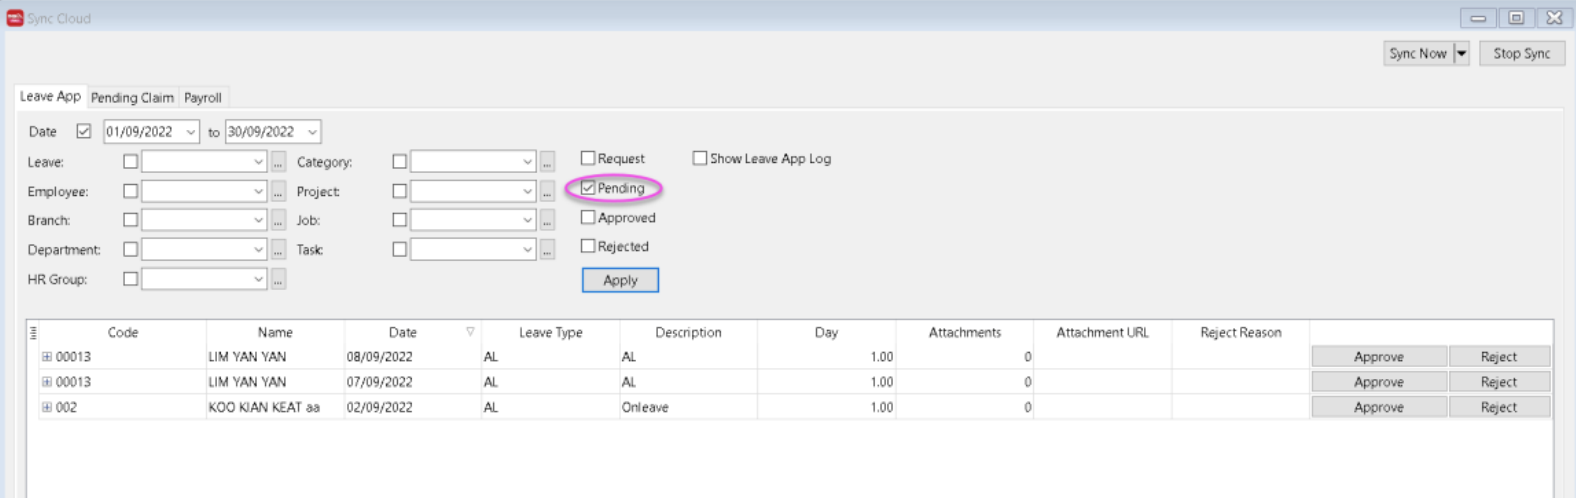 Sync Cloud
Sync Now Stop Sync
Leave App Pending Claim Payroll
Date 01/09/2022 to 30/09/2022
Leave: ... Category: ... Request Show Leave App Log
Employee: ... Project: ... Pending
Branch: ... Job: ... Approved
Department: ... Task: ... Rejected
HR Group: ... Apply
Code Name Date Leave Type Description Day Attachments Attachment URL Reject Reason
00013 LIM YAN YAN 08/09/2022 AL AL 1.00 0 Approve Reject
00013 LIM YAN YAN 07/09/2022 AL AL 1.00 0 Approve Reject
002 KOO KIAN KEAT aa 02/09/2022 AL Onleave 1.00 0 Approve Reject